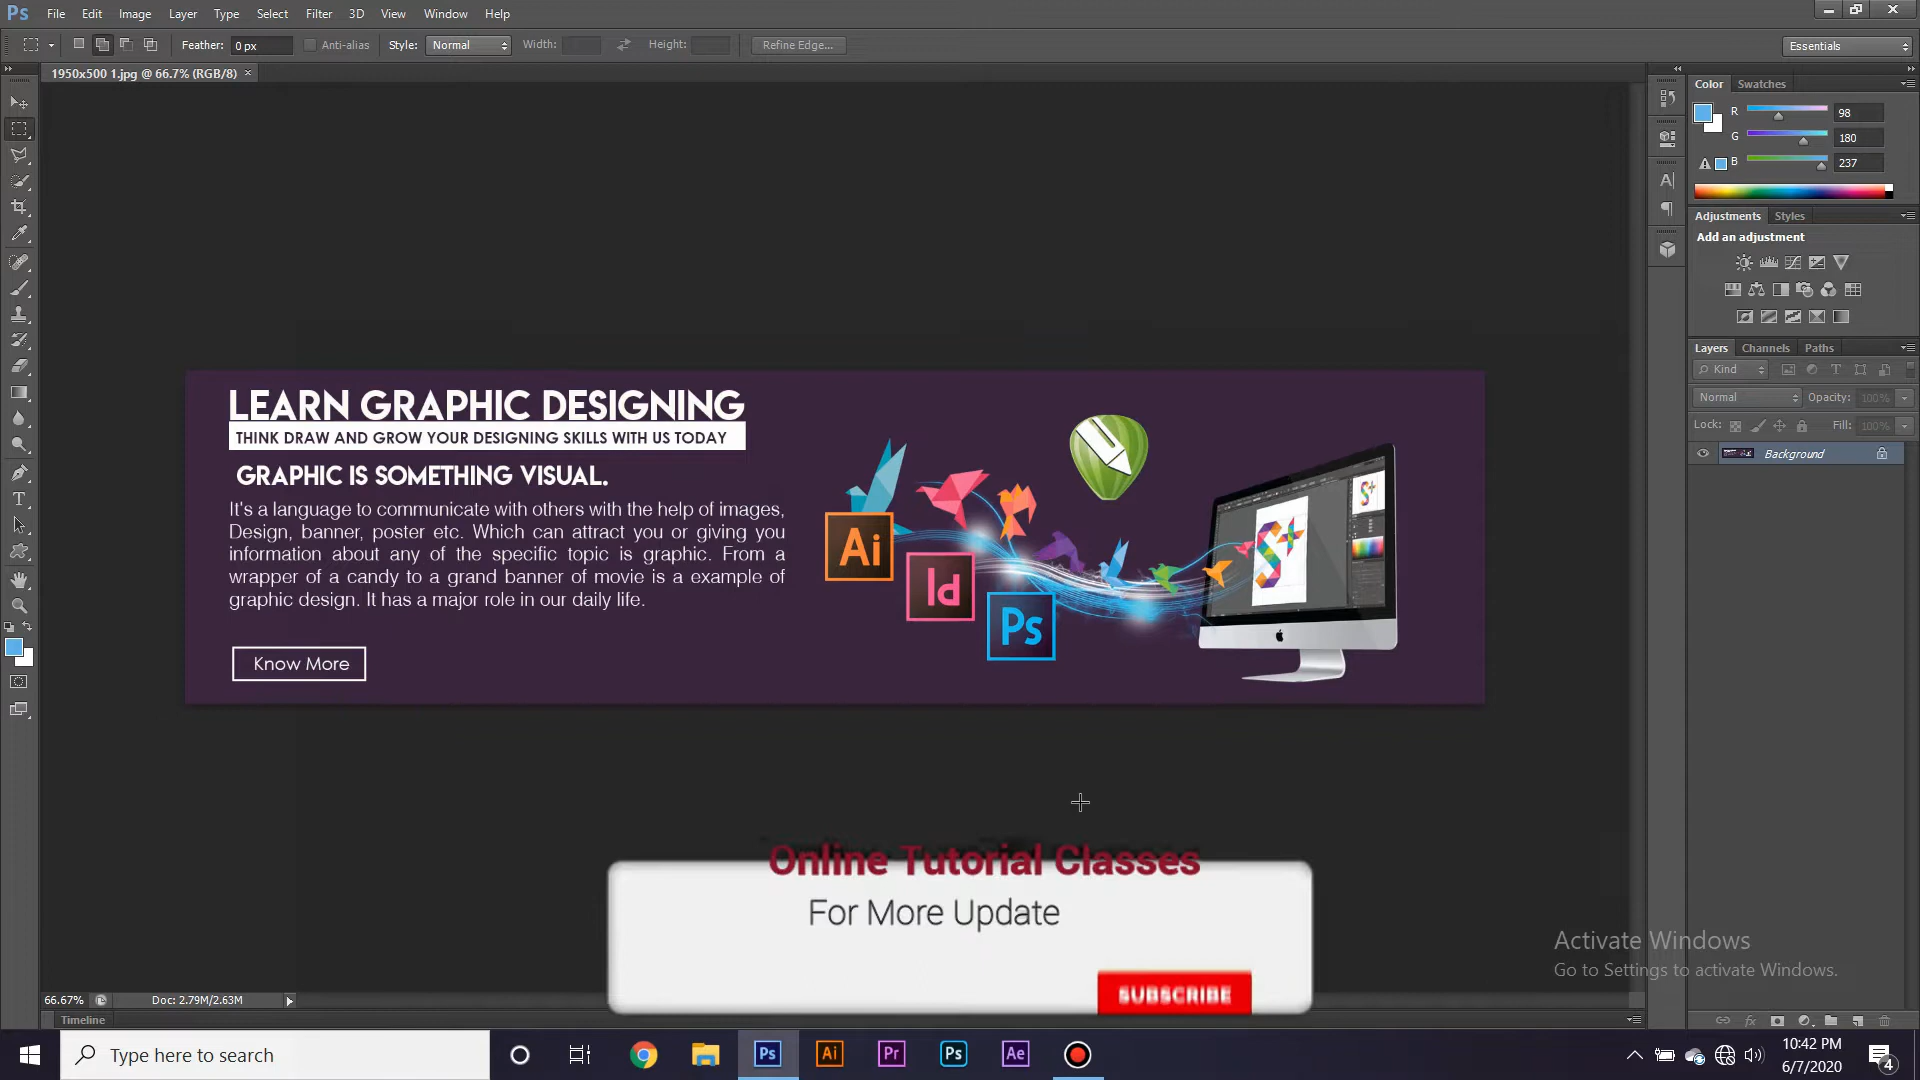 Ps File Edit Image Layer Type Select Filter 3D View Window Help
Feather: 0 px Anti-alias Style: Normal Width: Height: Refine Edge... Essentials
1950x500 1.jpg @ 66.7% (RGB/8) ×
Color Swatches
R 98
G 180
B 237
Adjustments Styles
Add an adjustment
Layers Channels Paths
Kind
Normal Opacity: 100%
Lock: Fill: 100%
Background
LEARN GRAPHIC DESIGNING
THINK DRAW AND GROW YOUR DESIGNING SKILLS WITH US TODAY
GRAPHIC IS SOMETHING VISUAL.
It's a language to communicate with others with the help of images,
Design, banner, poster etc. Which can attract you or giving you
information about any of the specific topic is graphic. From a
wrapper of a candy to a grand banner of movie is a example of
graphic design. It has a major role in our daily life.
Know More
Ai
Id
Ps
S+
Online Tutorial Classes
For More Update
SUBSCRIBE
Activate Windows
Go to Settings to activate Windows.
66.67% Doc: 2.79M/2.63M
Timeline
Type here to search
Ps Ai Pr Ps Ae
10:42 PM
6/7/2020
4